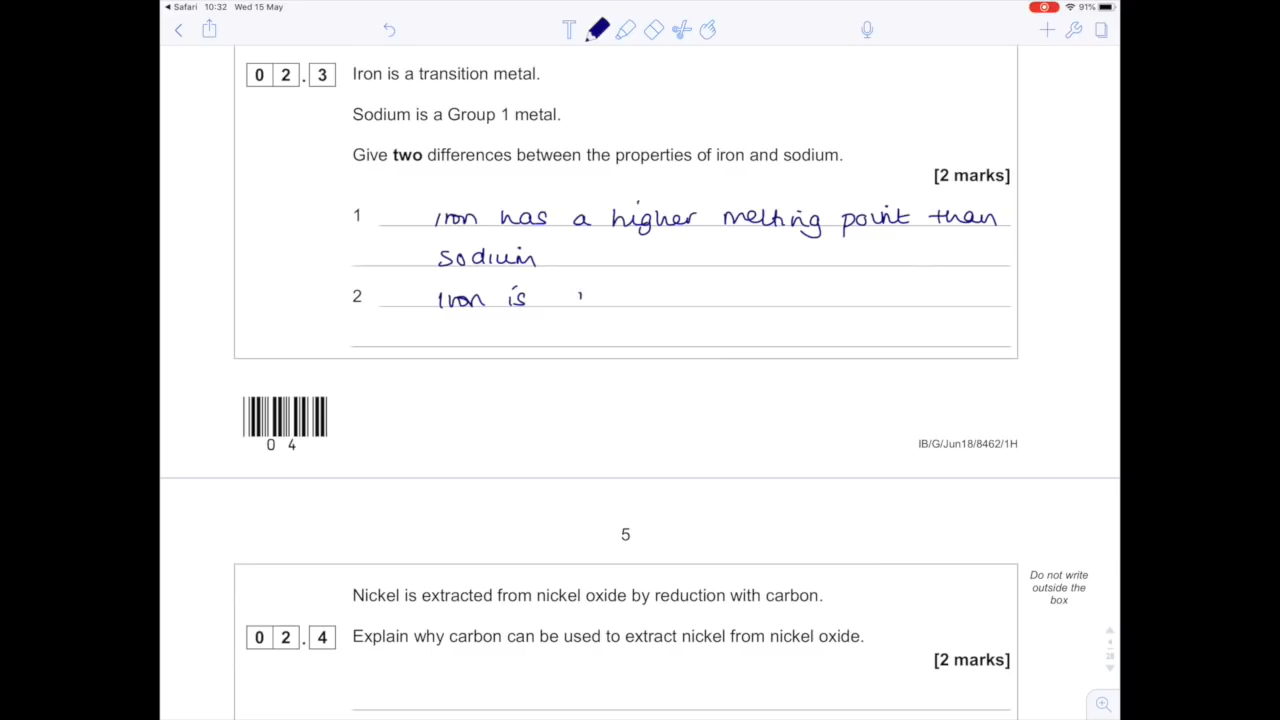 Safari 10:32 Wed 15 May 91%
T
0 2 . 3 Iron is a transition metal.
Sodium is a Group 1 metal.
Give two differences between the properties of iron and sodium.
[2 marks]
1 Iron has a higher melting point than
sodium
2 Iron is
0 4
IB/G/Jun18/8462/1H
5
Do not write
outside the
box
Nickel is extracted from nickel oxide by reduction with carbon.
0 2 . 4 Explain why carbon can be used to extract nickel from nickel oxide.
[2 marks]